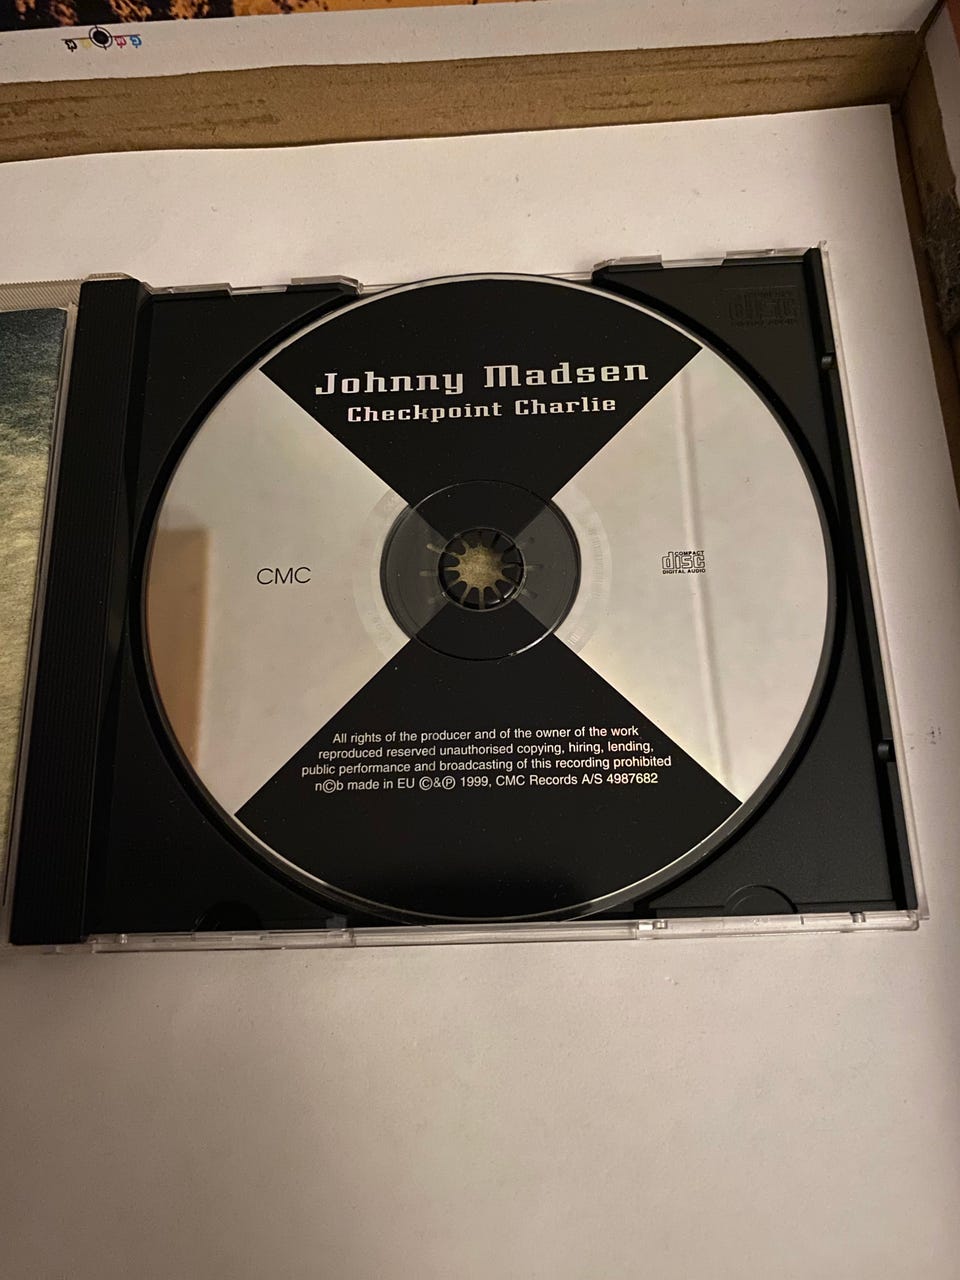 Johnny Madsen
Checkpoint Charlie
CMC
COMPACT
disc
DIGITAL AUDIO
All rights of the producer and of the owner of the work
reproduced reserved unauthorised copying, hiring, lending,
public performance and broadcasting of this recording prohibited
n©b made in EU ©&℗ 1999, CMC Records A/S 4987682